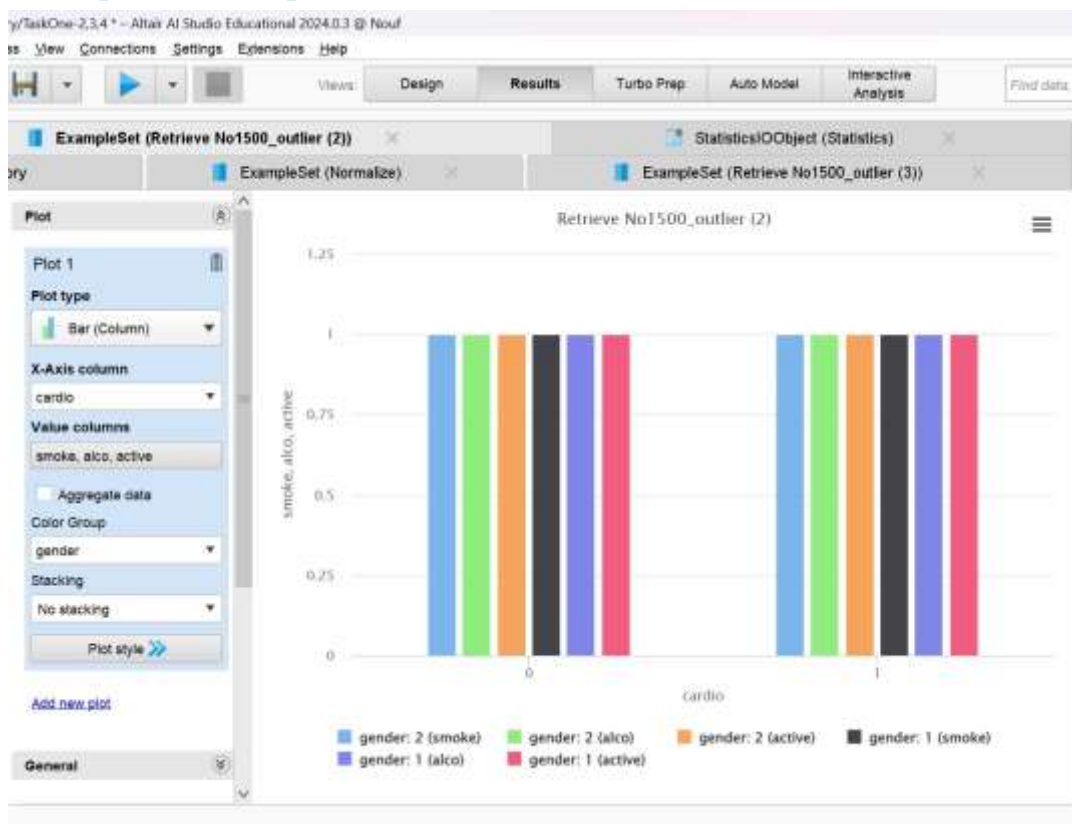 y/TaskOne-2,3,4 * – Altair AI Studio Educational 2024.0.3 @ Nouf
ss View Connections Settings Extensions Help
Views: Design Results Turbo Prep Auto Model Interactive Analysis Find data,
ExampleSet (Retrieve No1500_outlier (2)) StatisticsIOObject (Statistics)
ory ExampleSet (Normalize) ExampleSet (Retrieve No1500_outlier (3))
Plot
Plot 1
Plot type
Bar (Column)
X-Axis column
cardio
Value columns
smoke, alco, active
Aggregate data
Color Group
gender
Stacking
No stacking
Plot style
Add new plot
General
Retrieve No1500_outlier (2)
1.25
1
0.75
0.5
0.25
0
smoke, alco, active
0 1
cardio
gender: 2 (smoke) gender: 2 (alco) gender: 2 (active) gender: 1 (smoke)
gender: 1 (alco) gender: 1 (active)